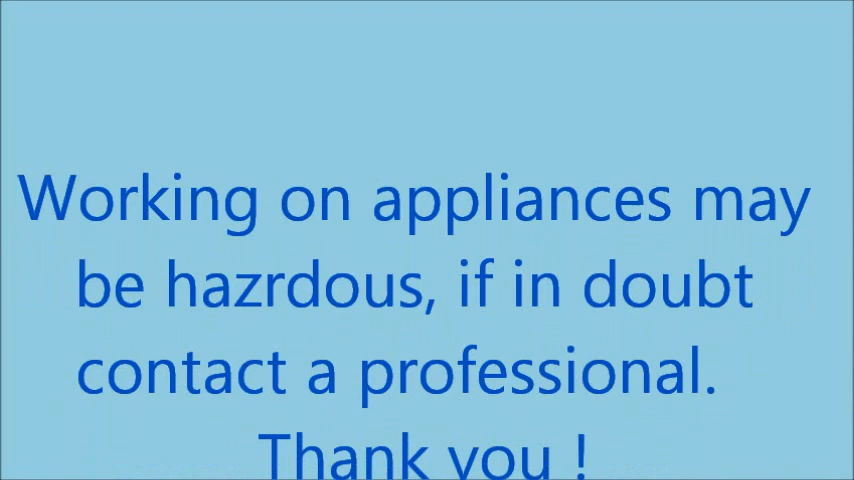 Working on appliances may
be hazrdous, if in doubt
contact a professional.
Thank you !